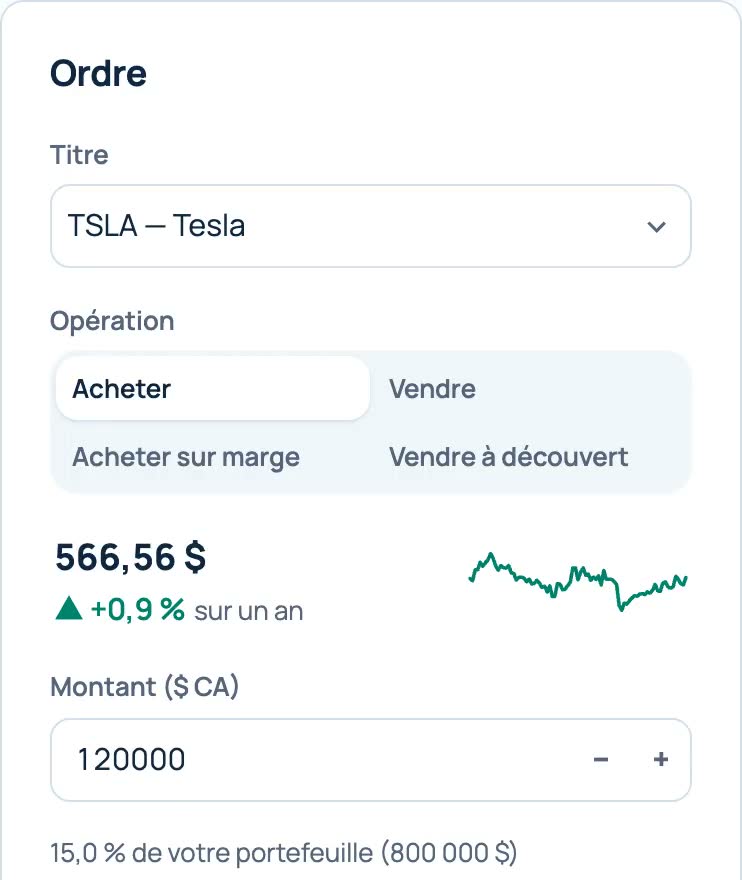 Ordre
Titre
TSLA — Tesla
Opération
Acheter
Vendre
Acheter sur marge
Vendre à découvert
566,56 $
▲ +0,9 % sur un an
Montant ($ CA)
120000
− +
15,0 % de votre portefeuille (800 000 $)